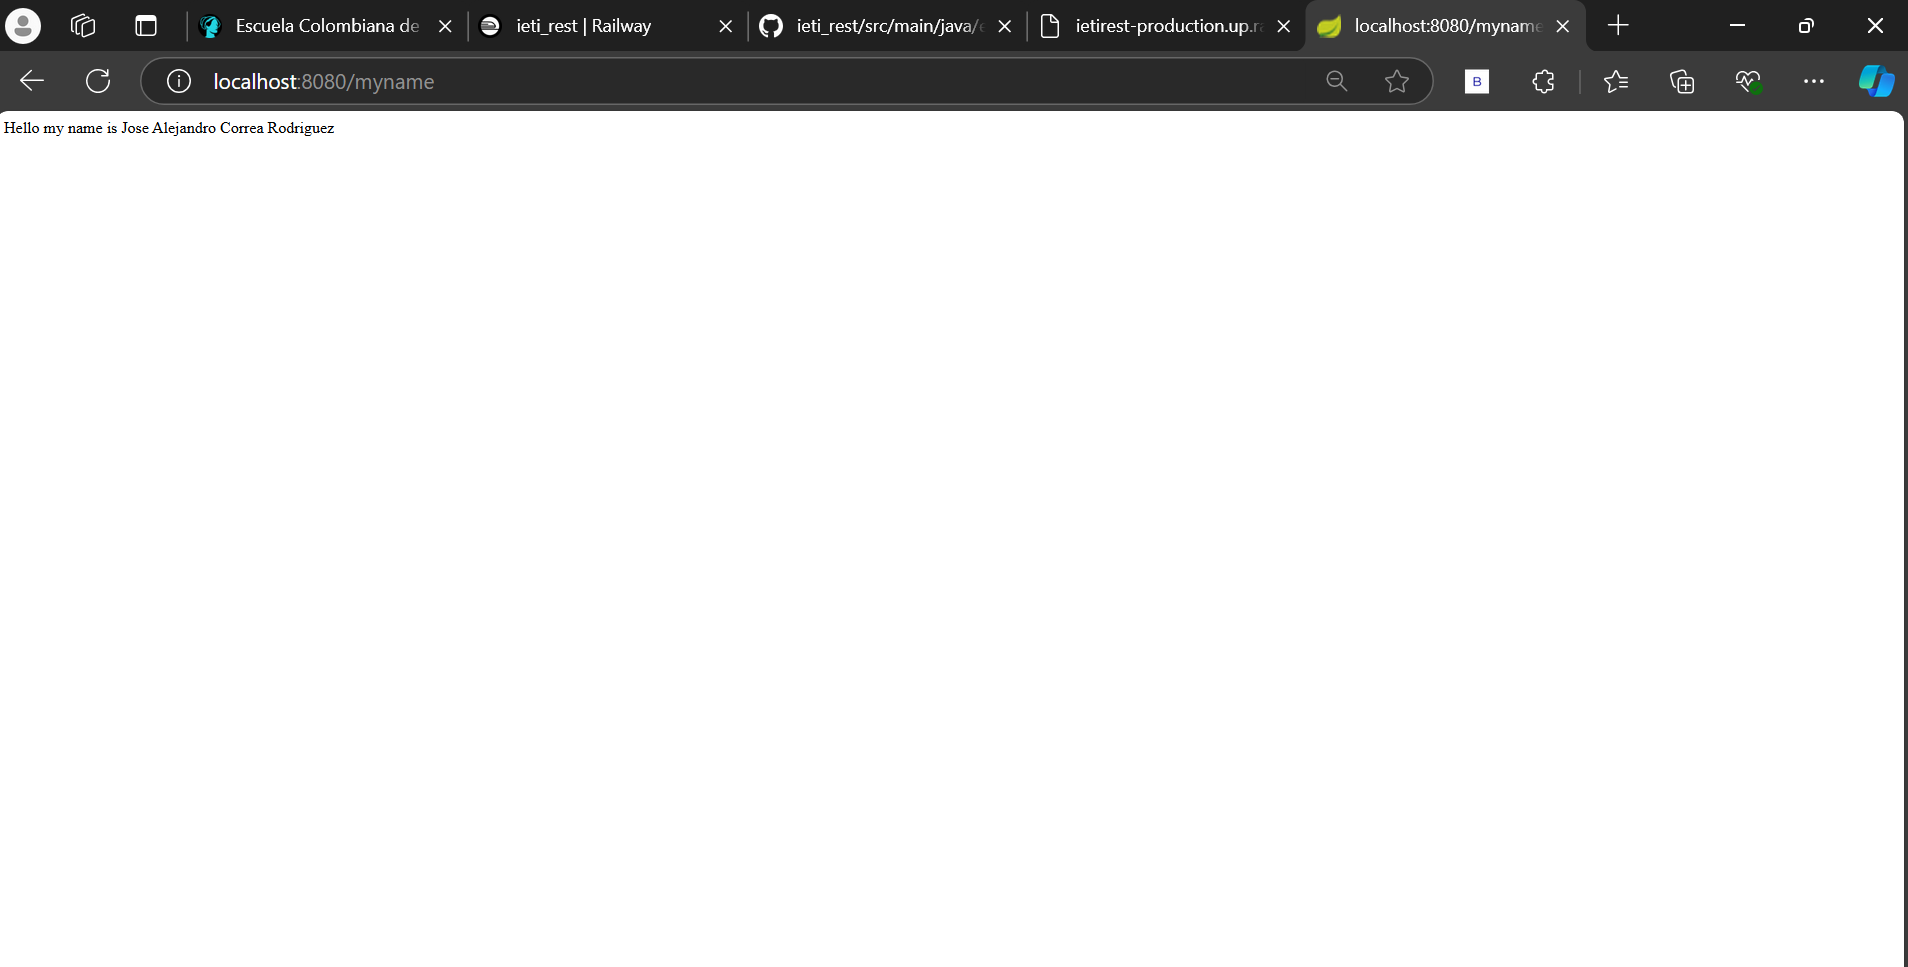 Escuela Colombiana de
ieti_rest | Railway
ieti_rest/src/main/java/e
ietirest-production.up.ra
localhost:8080/myname
localhost:8080/myname
B
Hello my name is Jose Alejandro Correa Rodriguez